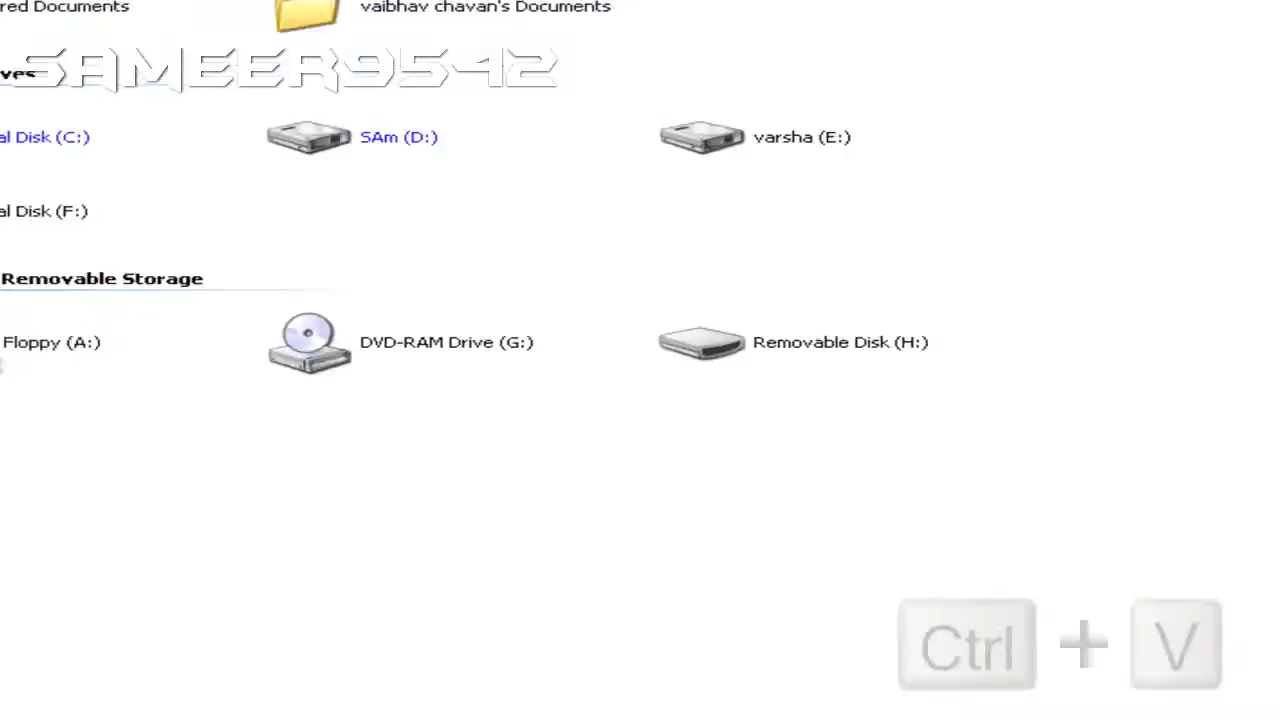 red Documents vaibhav chavan's Documents
ves
SAMEER9542
al Disk (C:) SAm (D:) varsha (E:)
al Disk (F:)
Removable Storage
Floppy (A:) DVD-RAM Drive (G:) Removable Disk (H:)
Ctrl + V